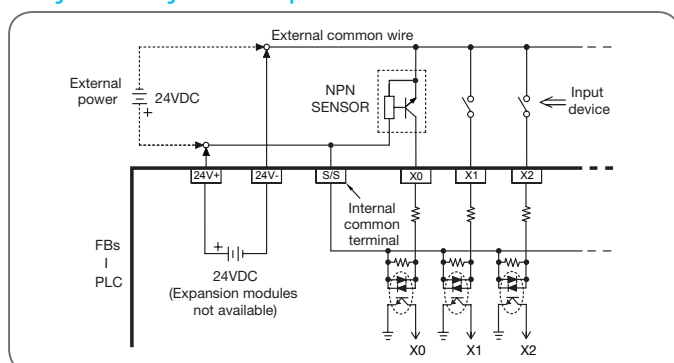 External common wire
External
power
24VDC
+
NPN
SENSOR
Input
device
24V+
24V-
S/S
X0
X1
X2
Internal
common
terminal
FBs
I
PLC
+
24VDC
(Expansion modules
not available)
X0
X1
X2